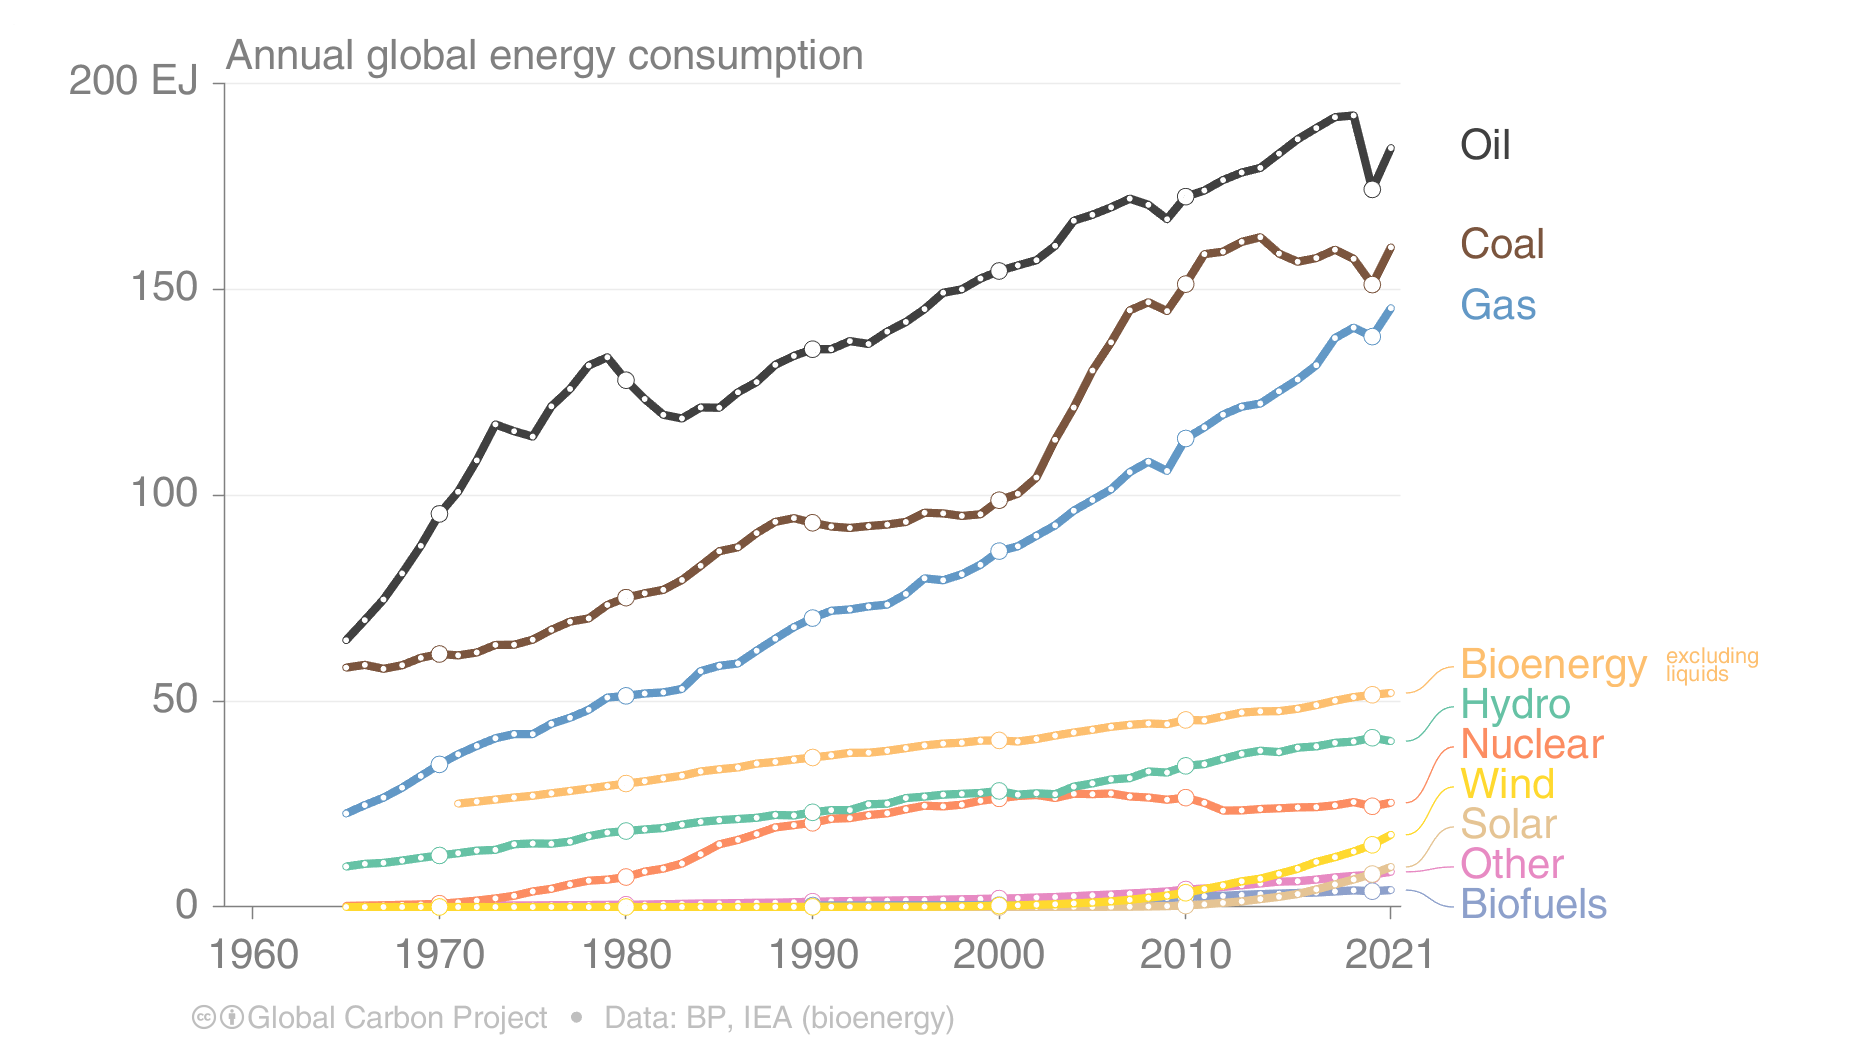 Annual global energy consumption
200 EJ
150
100
50
0
1960 1970 1980 1990 2000 2010 2021
Oil
Coal
Gas
Bioenergy excluding
liquids
Hydro
Nuclear
Wind
Solar
Other
Biofuels
cc Global Carbon Project • Data: BP, IEA (bioenergy)